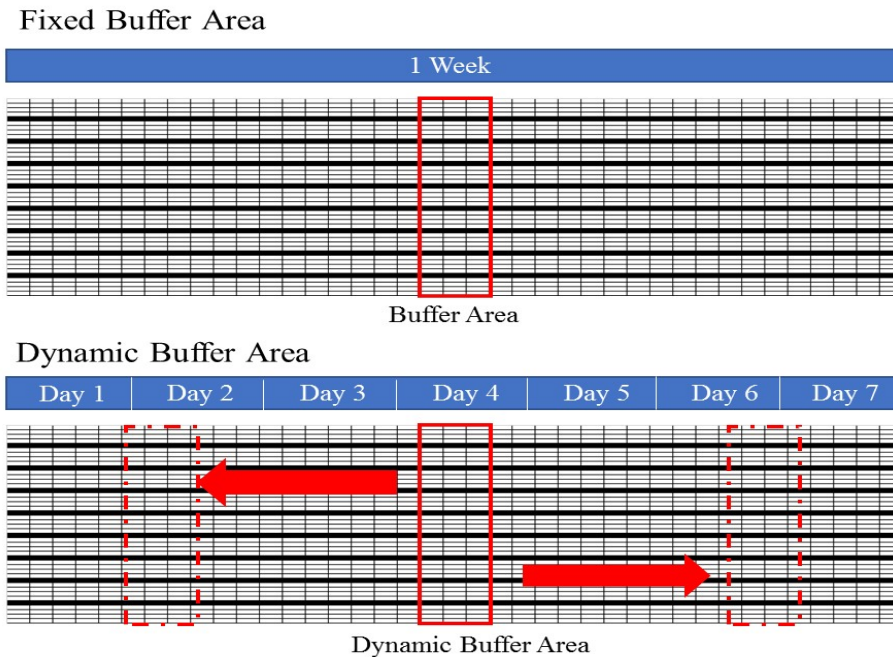 Fixed Buffer Area
1 Week
Buffer Area
Dynamic Buffer Area
Day 1 Day 2 Day 3 Day 4 Day 5 Day 6 Day 7
Dynamic Buffer Area